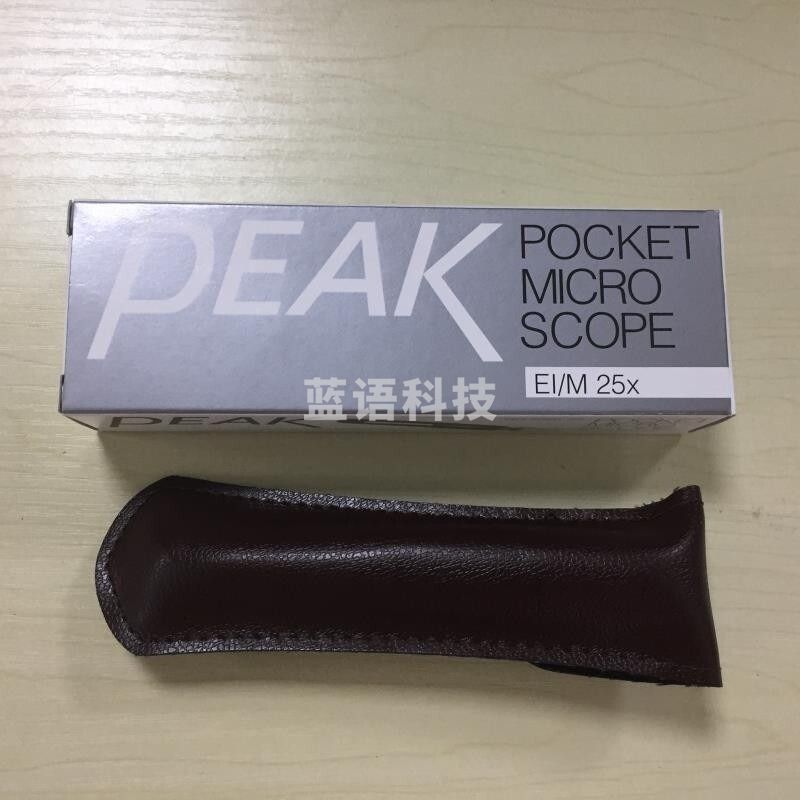 PEAK
POCKET
MICRO
SCOPE
EI/M 25x
蓝语科技
PEAK